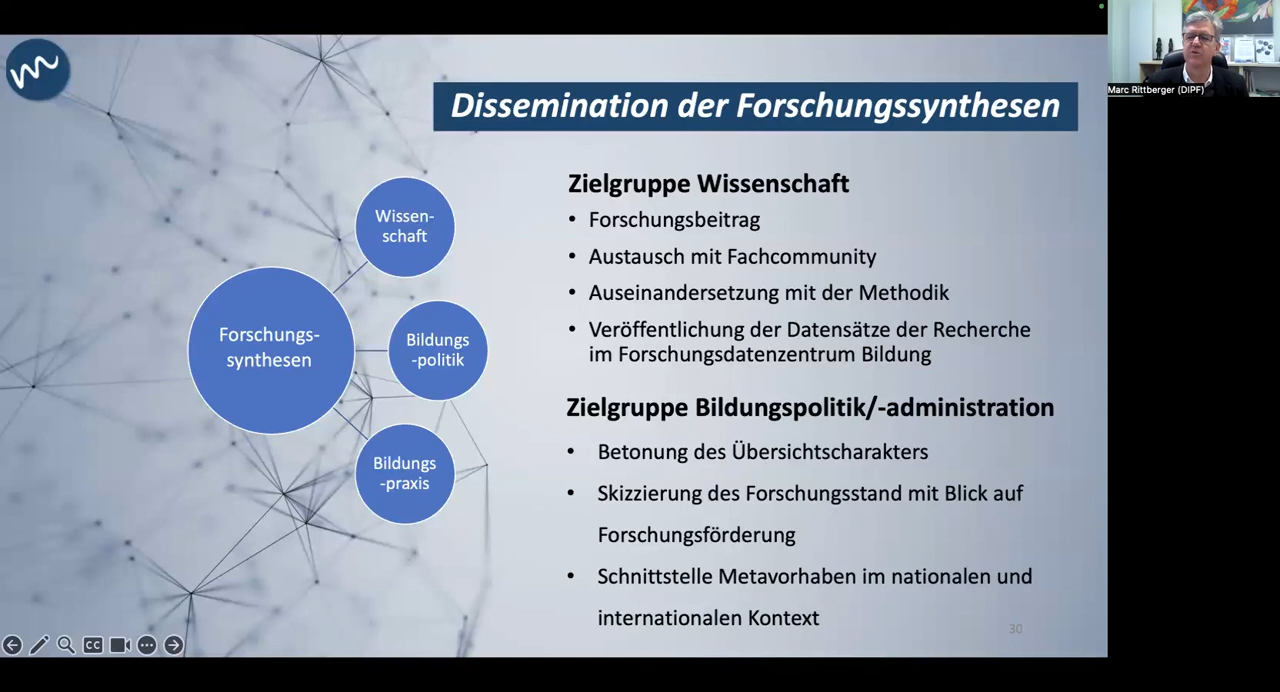 Marc Rittberger (DIPF)
Dissemination der Forschungssynthesen
Wissen-
schaft
Forschungs-
synthesen
Bildungs
-politik
Bildungs
-praxis
Zielgruppe Wissenschaft
• Forschungsbeitrag
• Austausch mit Fachcommunity
• Auseinandersetzung mit der Methodik
• Veröffentlichung der Datensätze der Recherche
im Forschungsdatenzentrum Bildung
Zielgruppe Bildungspolitik/-administration
• Betonung des Übersichtscharakters
• Skizzierung des Forschungsstand mit Blick auf
Forschungsförderung
• Schnittstelle Metavorhaben im nationalen und
internationalen Kontext
30
CC